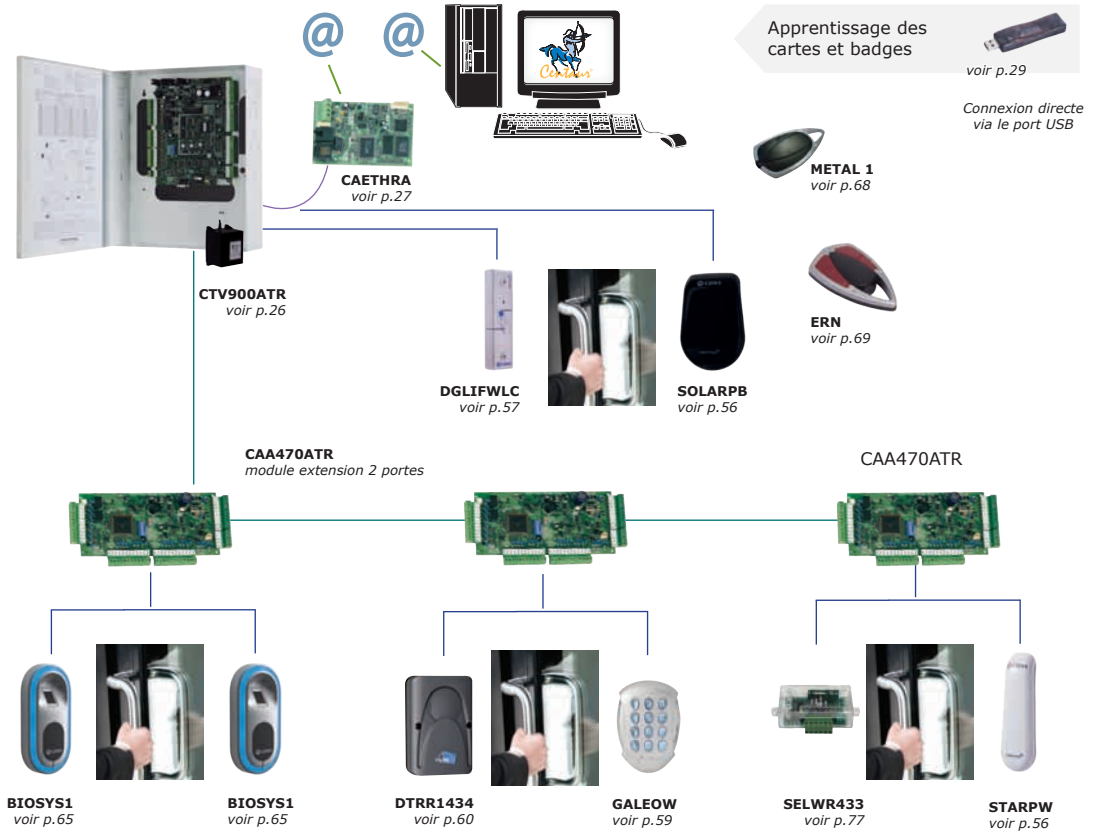 @
@
Centaur
Apprentissage des
cartes et badges
voir p.29
Connexion directe
via le port USB
METAL 1
voir p.68
CAETHRA
voir p.27
CTV900ATR
voir p.26
ERN
voir p.69
DGLIFWLC
voir p.57
SOLARPB
voir p.56
CAA470ATR
module extension 2 portes
CAA470ATR
BIOSYS1
voir p.65
BIOSYS1
voir p.65
DTRR1434
voir p.60
GALEOW
voir p.59
SELWR433
voir p.77
STARPW
voir p.56